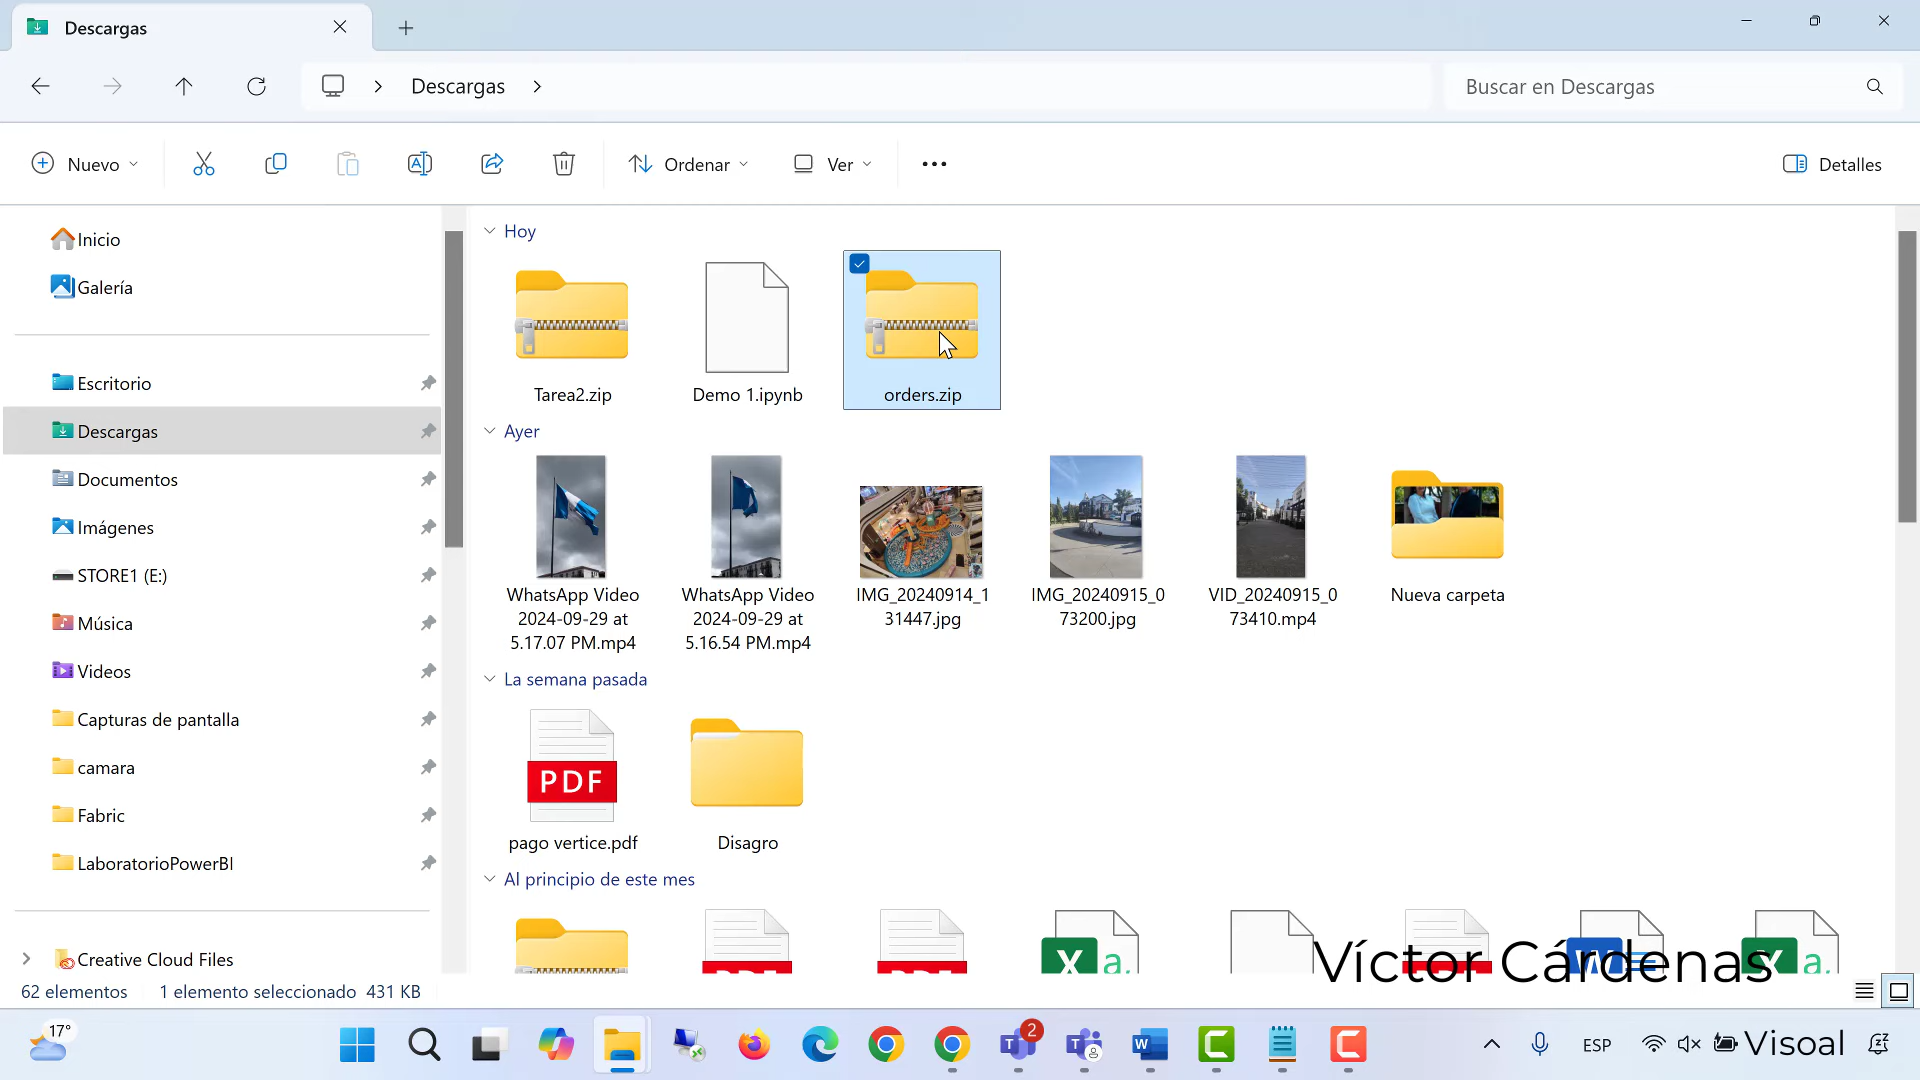 Descargas
Descargas
Buscar en Descargas
Nuevo
Ordenar
Ver
Detalles
Inicio
Galería
Escritorio
Descargas
Documentos
Imágenes
STORE1 (E:)
Música
Videos
Capturas de pantalla
camara
Fabric
LaboratorioPowerBI
Creative Cloud Files
Hoy
Tarea2.zip
Demo 1.ipynb
orders.zip
Ayer
WhatsApp Video
2024-09-29 at
5.17.07 PM.mp4
WhatsApp Video
2024-09-29 at
5.16.54 PM.mp4
IMG_20240914_1
31447.jpg
IMG_20240915_0
73200.jpg
VID_20240915_0
73410.mp4
Nueva carpeta
La semana pasada
PDF
pago vertice.pdf
Disagro
Al principio de este mes
X a,
Víctor Cárdenas
62 elementos
1 elemento seleccionado 431 KB
17°
2
ESP
Visoal